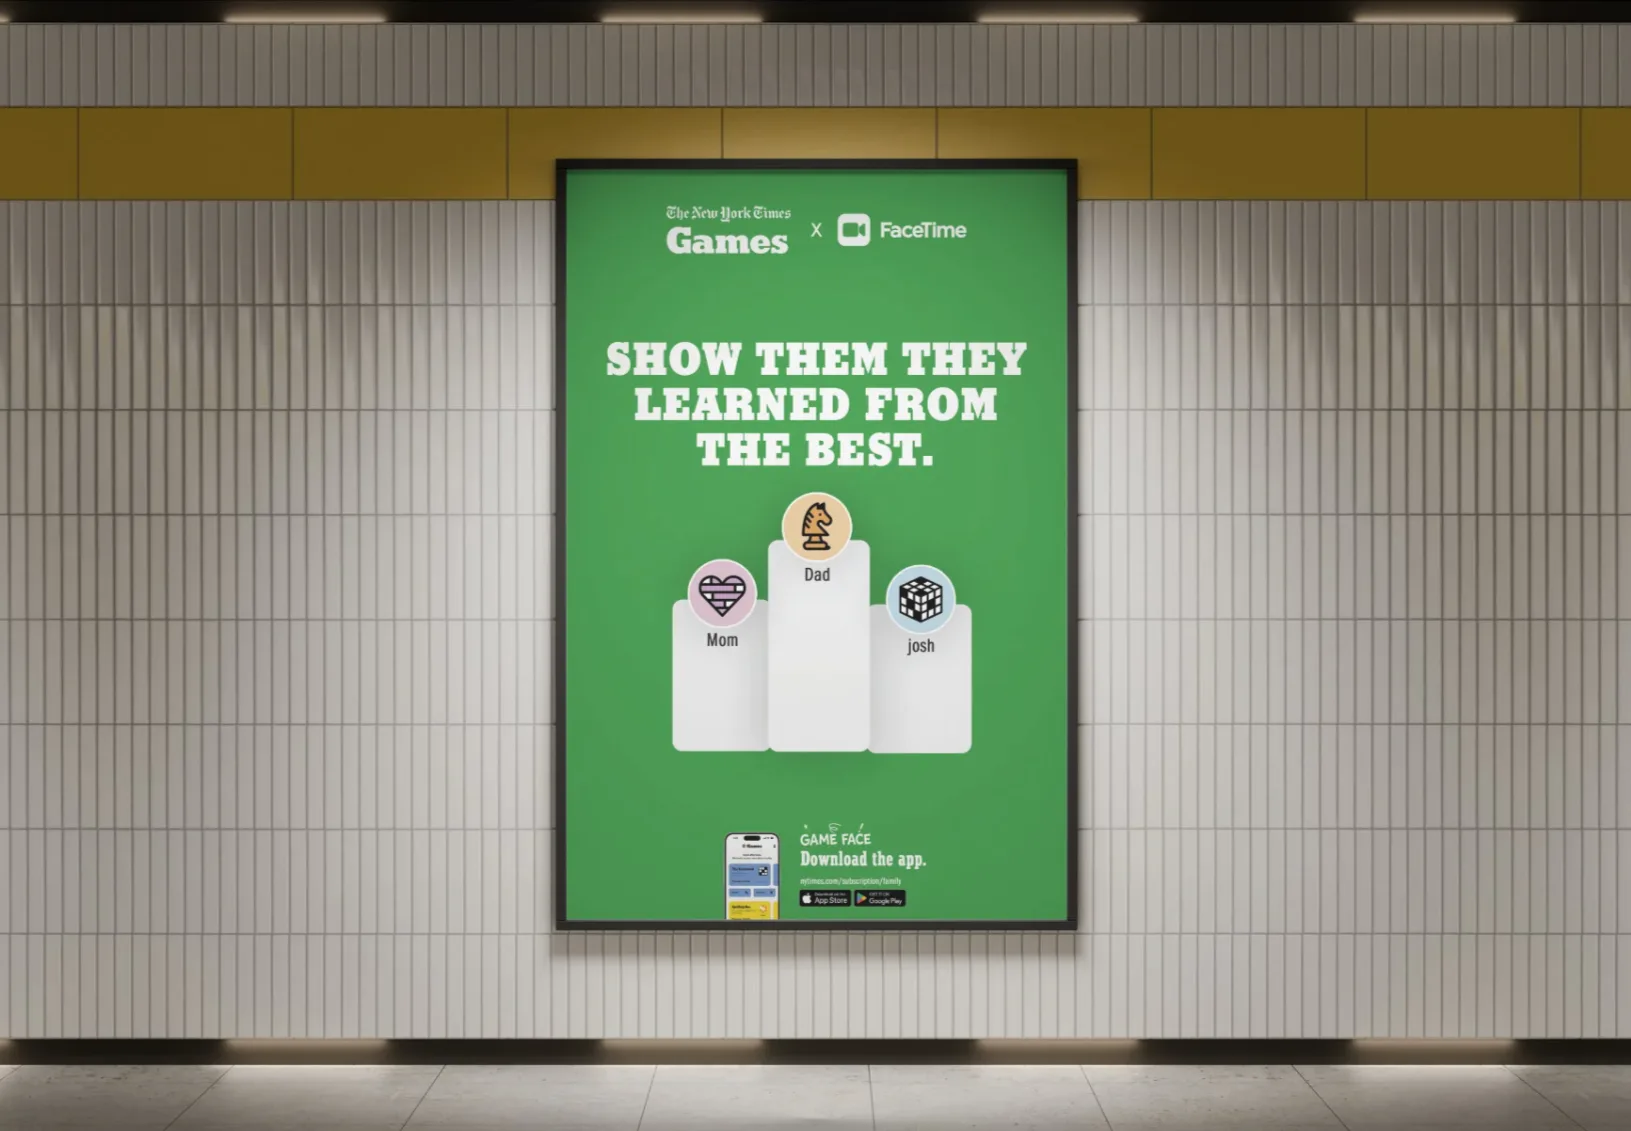 The New York Times
Games
X
FaceTime
SHOW THEM THEY
LEARNED FROM
THE BEST.
Dad
Mom
josh
GAME FACE
Download the app.
nytimes.com/subscription/family
App Store
Google Play